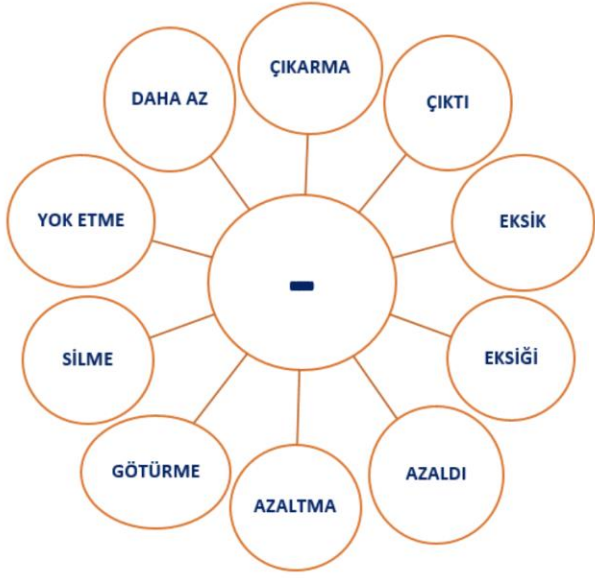 ÇIKARMA
DAHA AZ
ÇIKTI
YOK ETME
EKSİK
-
SİLME
EKSİĞİ
GÖTÜRME
AZALDI
AZALTMA